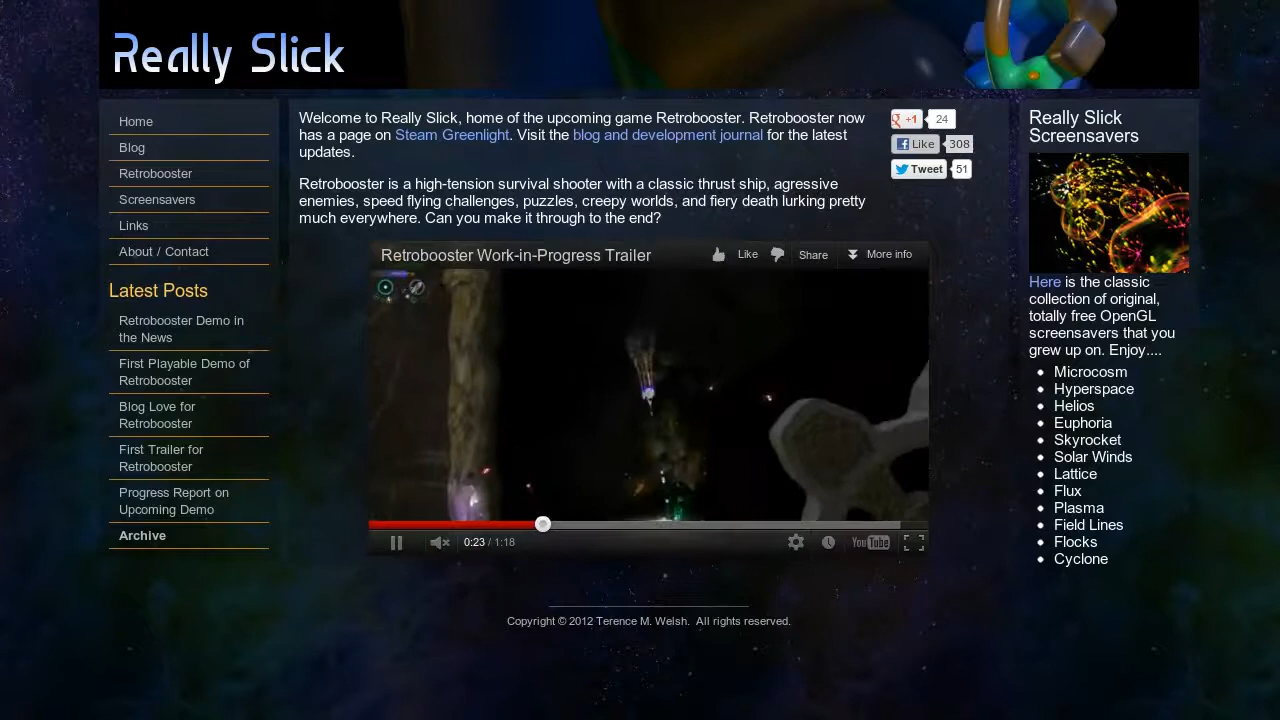 Really Slick
Home
Blog
Retrobooster
Screensavers
Links
About / Contact
Latest Posts
Retrobooster Demo in
the News
First Playable Demo of
Retrobooster
Blog Love for
Retrobooster
First Trailer for
Retrobooster
Progress Report on
Upcoming Demo
Archive
Welcome to Really Slick, home of the upcoming game Retrobooster. Retrobooster now
has a page on Steam Greenlight. Visit the blog and development journal for the latest
updates.
Retrobooster is a high-tension survival shooter with a classic thrust ship, agressive
enemies, speed flying challenges, puzzles, creepy worlds, and fiery death lurking pretty
much everywhere. Can you make it through to the end?
g +1 24
Like 308
Tweet 51
Retrobooster Work-in-Progress Trailer Like Share More info
0:23 / 1:18 YouTube
Really Slick
Screensavers
Here is the classic
collection of original,
totally free OpenGL
screensavers that you
grew up on. Enjoy....
Microcosm
Hyperspace
Helios
Euphoria
Skyrocket
Solar Winds
Lattice
Flux
Plasma
Field Lines
Flocks
Cyclone
Copyright © 2012 Terence M. Welsh. All rights reserved.